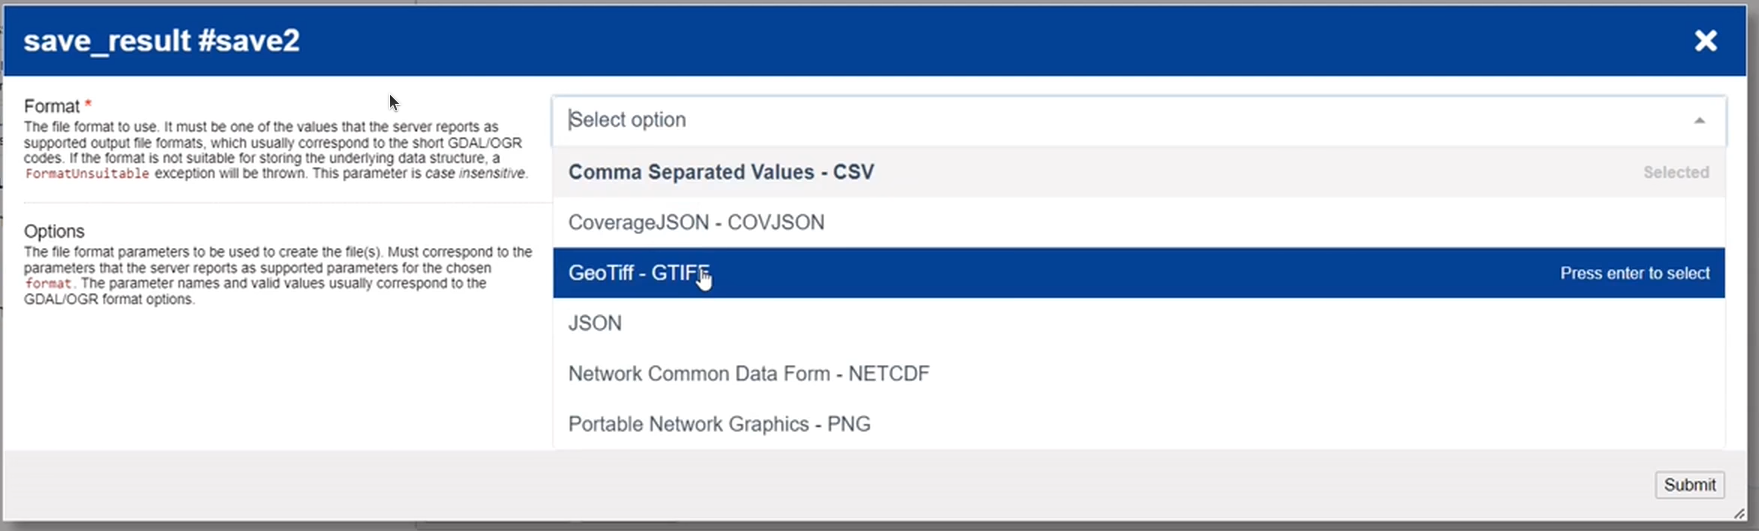 save_result #save2
Format *
The file format to use. It must be one of the values that the server reports as
supported output file formats, which usually correspond to the short GDAL/OGR
codes. If the format is not suitable for storing the underlying data structure, a
FormatUnsuitable exception will be thrown. This parameter is case insensitive.
Options
The file format parameters to be used to create the file(s). Must correspond to the
parameters that the server reports as supported parameters for the chosen
format. The parameter names and valid values usually correspond to the
GDAL/OGR format options.
Select option
Comma Separated Values - CSV Selected
CoverageJSON - COVJSON
GeoTiff - GTIFF Press enter to select
JSON
Network Common Data Form - NETCDF
Portable Network Graphics - PNG
Submit